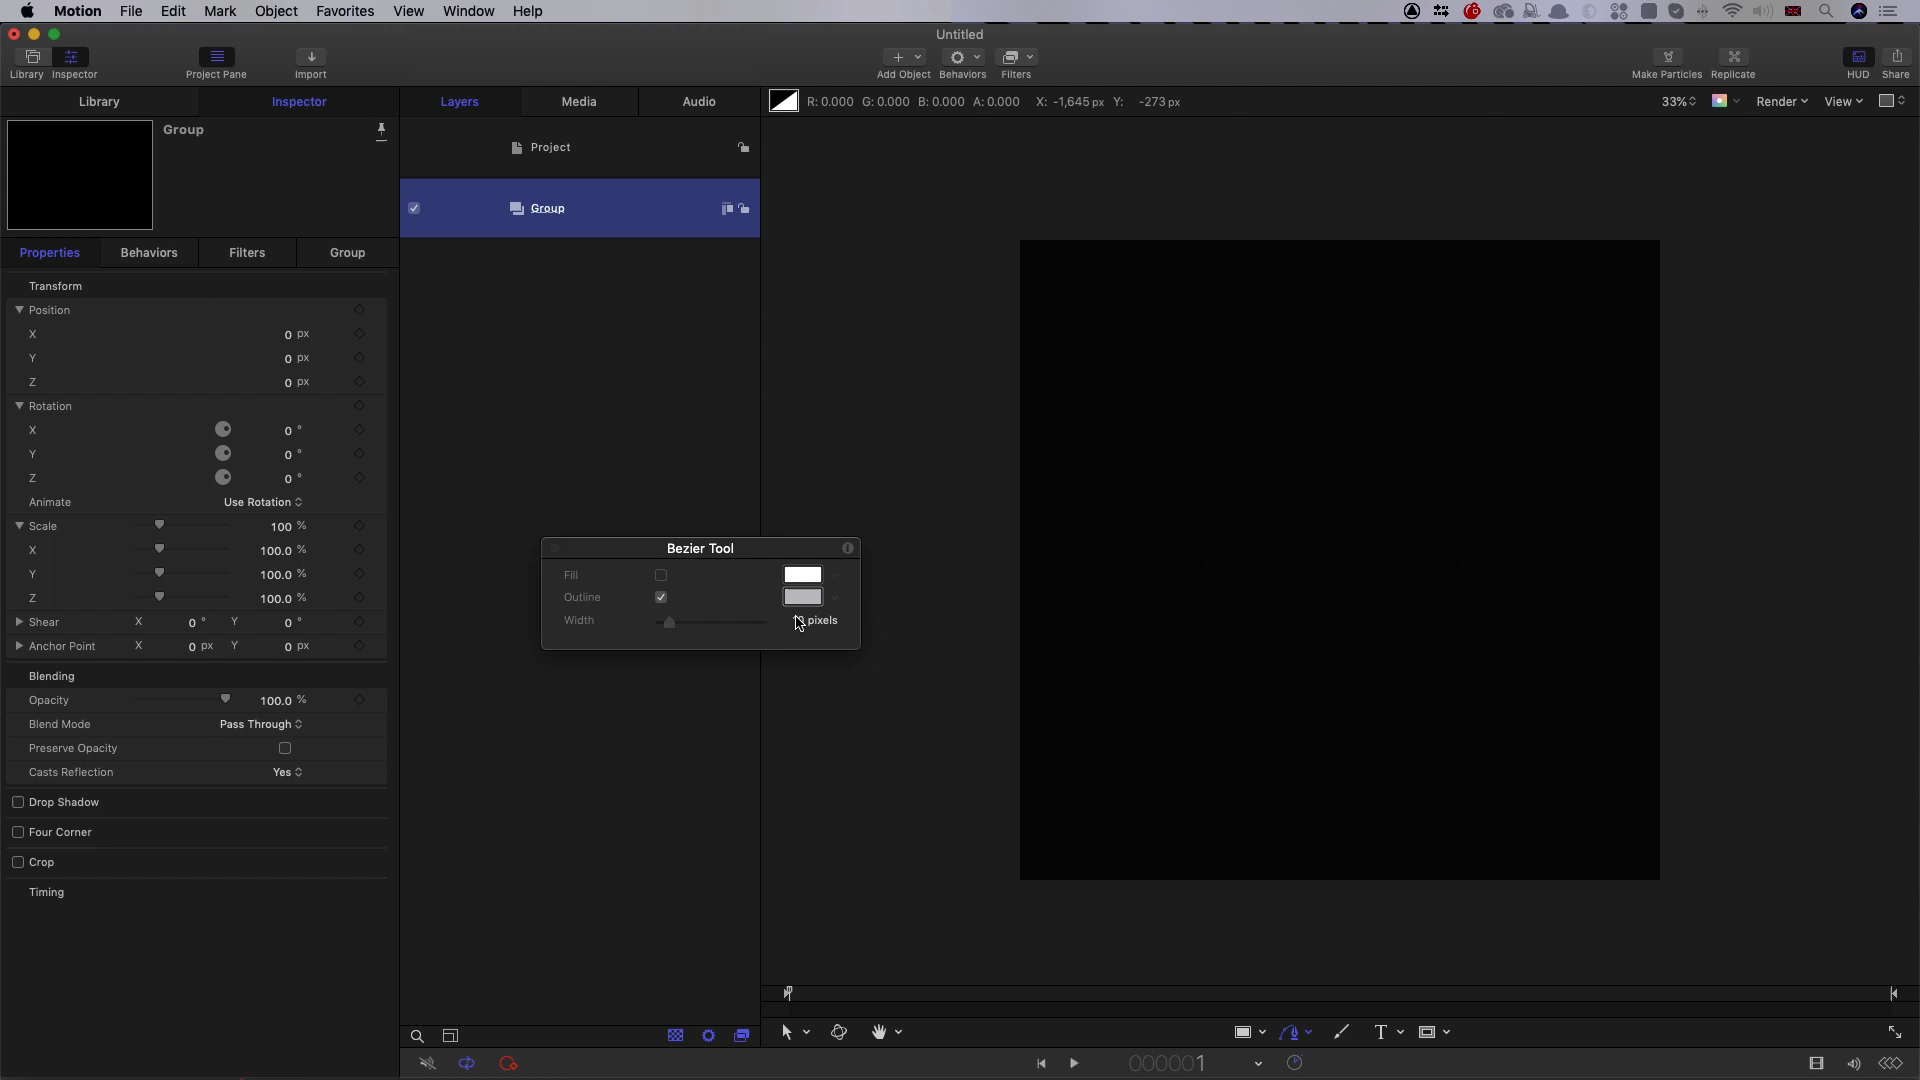 Motion File Edit Mark Object Favorites View Window Help
Untitled
Library Inspector Project Pane Import Add Object Behaviors Filters Make Particles Replicate HUD Share
Library Inspector Layers Media Audio R: 0.000 G: 0.000 B: 0.000 A: 0.000 X: -1,645 px Y: -273 px 33% Render View
Group
Project
Group
Properties Behaviors Filters Group
Transform
Position
X 0 px
Y 0 px
Z 0 px
Rotation
X 0 °
Y 0 °
Z 0 °
Animate Use Rotation
Scale 100 %
X 100.0 %
Y 100.0 %
Z 100.0 %
Shear X 0 ° Y 0 °
Anchor Point X 0 px Y 0 px
Blending
Opacity 100.0 %
Blend Mode Pass Through
Preserve Opacity
Casts Reflection Yes
Drop Shadow
Four Corner
Crop
Timing
Bezier Tool
Fill
Outline
Width pixels
T
0000001